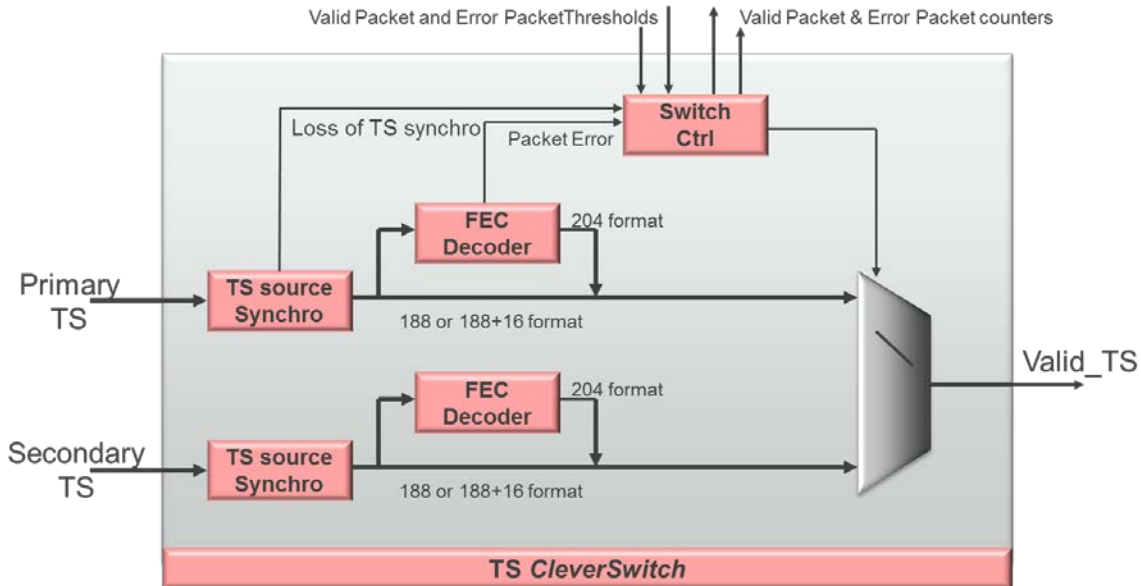 Valid Packet and Error PacketThresholds
Valid Packet & Error Packet counters
Switch
Ctrl
Loss of TS synchro
Packet Error
FEC
Decoder
204 format
Primary
TS
TS source
Synchro
188 or 188+16 format
Valid_TS
FEC
Decoder
204 format
Secondary
TS
TS source
Synchro
188 or 188+16 format
TS CleverSwitch